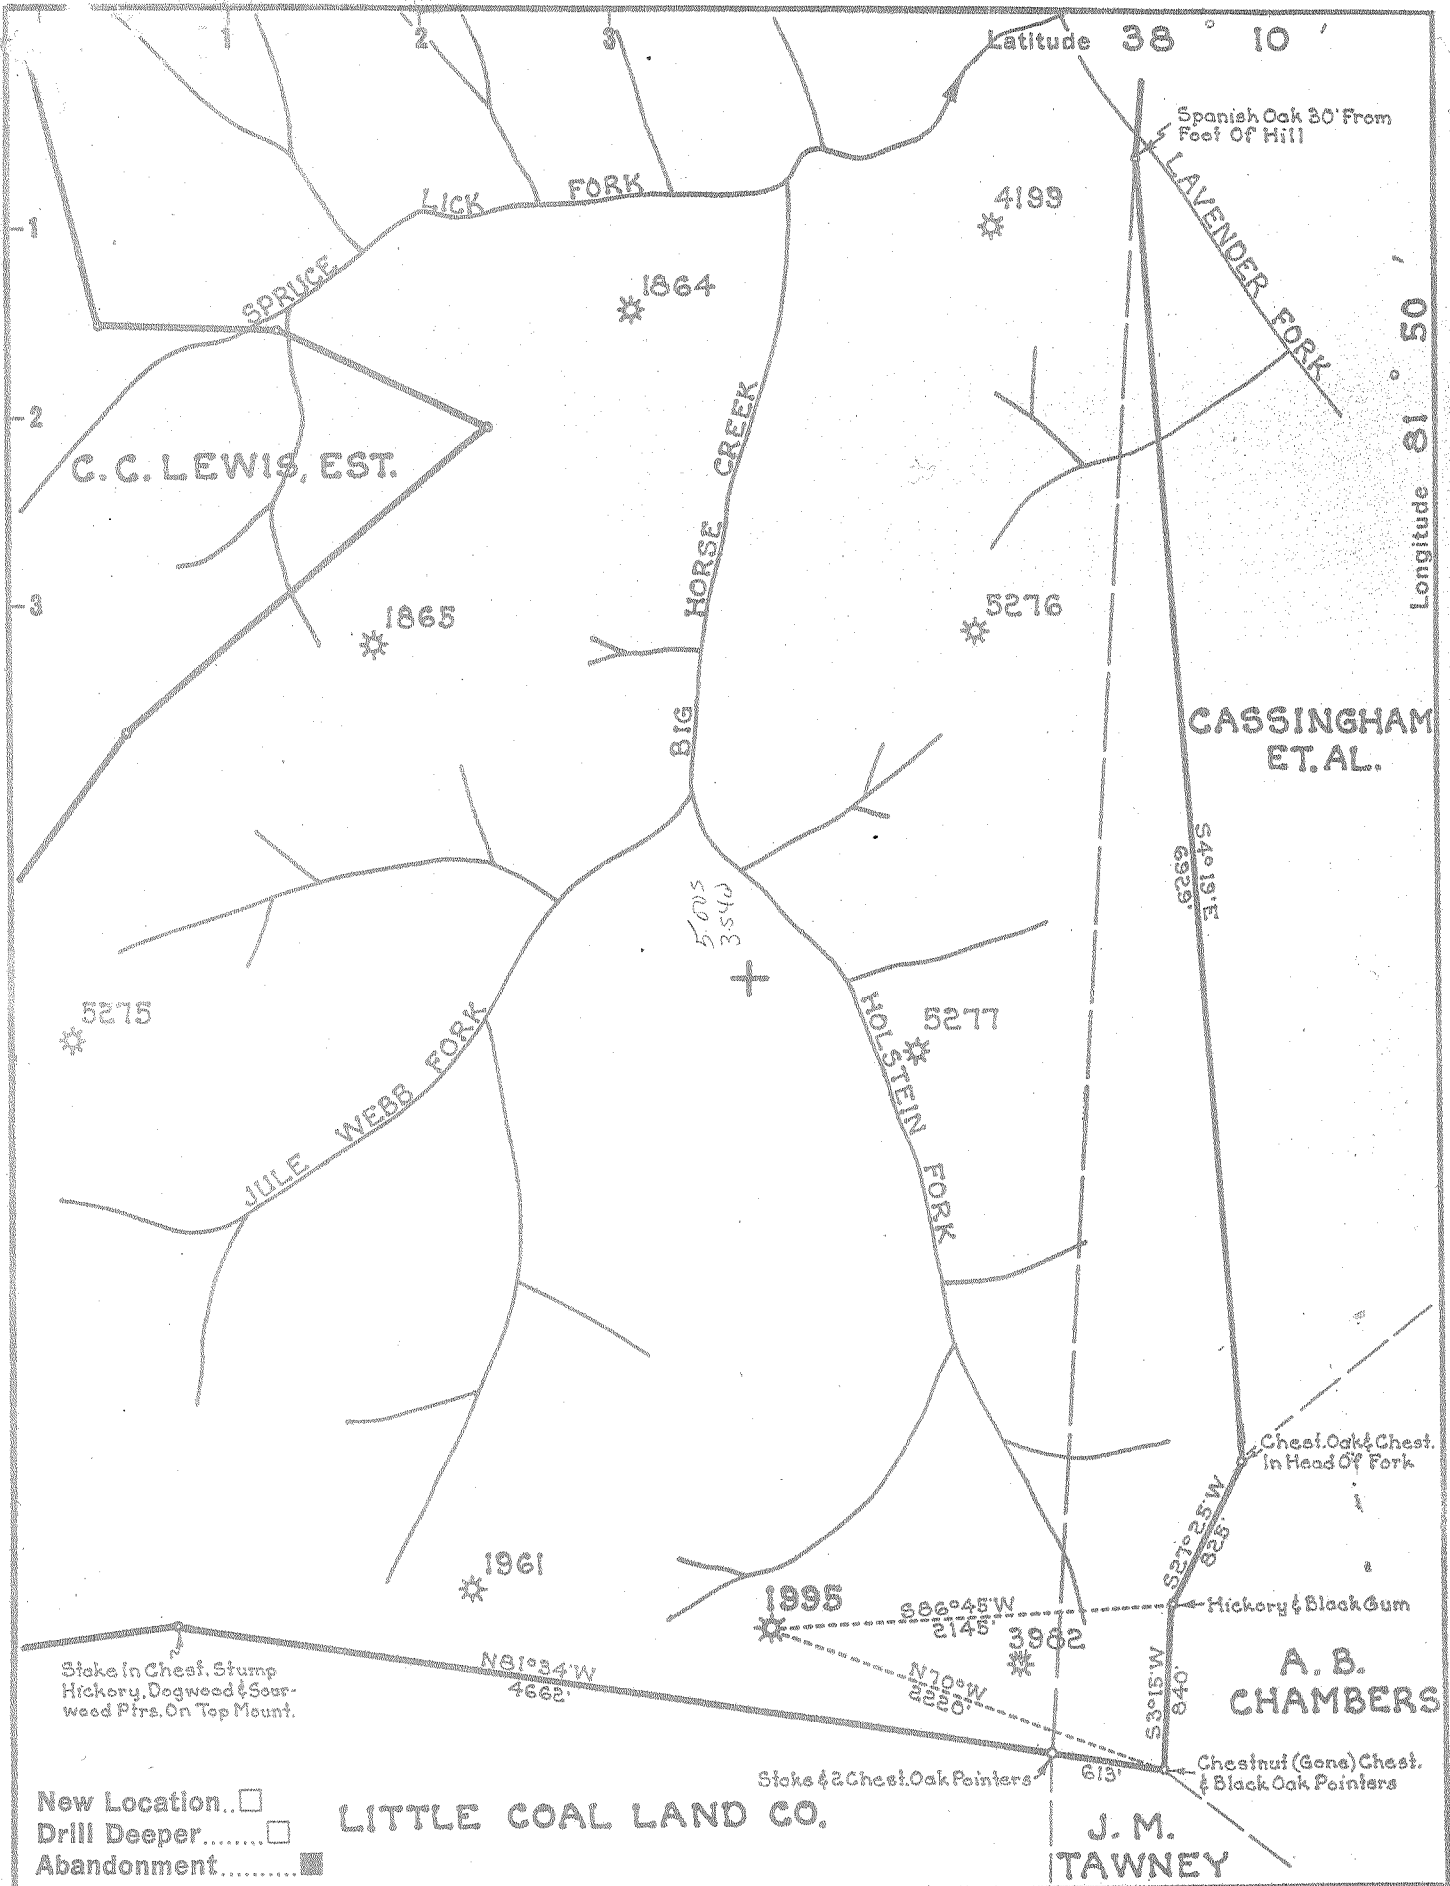 1
2
3
Latitude 38° 10'
Spanish Oak 30' From
Foot Of Hill
LAVENDER FORK
4199
SPRUCE LICK FORK
-1
1864
Longitude 81° 50'
-2
C. C. LEWIS, EST.
BIG HORSE CREEK
-3
1865
5276
CASSINGHAM
ET. AL.
S4° 19' E
6929'
3.540
+
5275
5277
HOLSTEIN FORK
JULE WEBB FORK
Chest. Oak & Chest.
In Head Of Fork
S27° 25' W
825'
1961
1995
S86° 45' W
2145'
Hickory & Black Gum
3982
Stake in Chest. Stump
Hickory, Dogwood & Sour-
wood Ptrs. On Top Mount.
N81° 34' W
4662'
N70° W
2220'
S3° 15' W
840'
A. B.
CHAMBERS
Stake & 2 Chest. Oak Pointers
613'
Chestnut (Gone) Chest.
& Black Oak Pointers
New Location.. □
Drill Deeper........ □
Abandonment.......... ■
LITTLE COAL LAND CO.
J. M.
TAWNEY